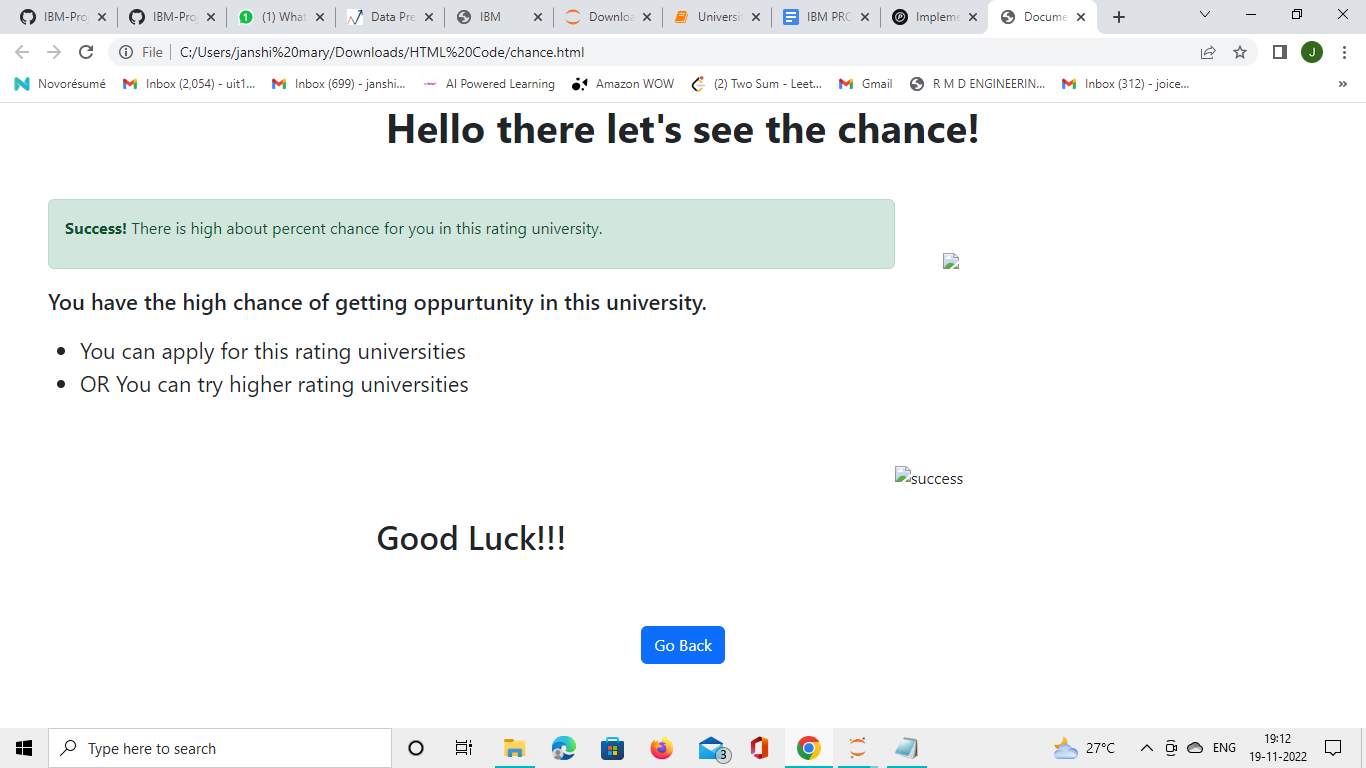 IBM-Proj
IBM-Proj
(1) What
Data Pre
IBM
Downloa
Universit
IBM PRO
Impleme
Docume
File
C:/Users/janshi%20mary/Downloads/HTML%20Code/chance.html
J
Novorésumé
Inbox (2,054) - uit1...
Inbox (699) - janshi...
AI Powered Learning
Amazon WOW
(2) Two Sum - Leet...
Gmail
R M D ENGINEERIN...
Inbox (312) - joice...
»
Hello there let's see the chance!
Success! There is high about percent chance for you in this rating university.
You have the high chance of getting oppurtunity in this university.
• You can apply for this rating universities
• OR You can try higher rating universities
success
Good Luck!!!
Go Back
Type here to search
3
27°C
ENG
19:12
19-11-2022